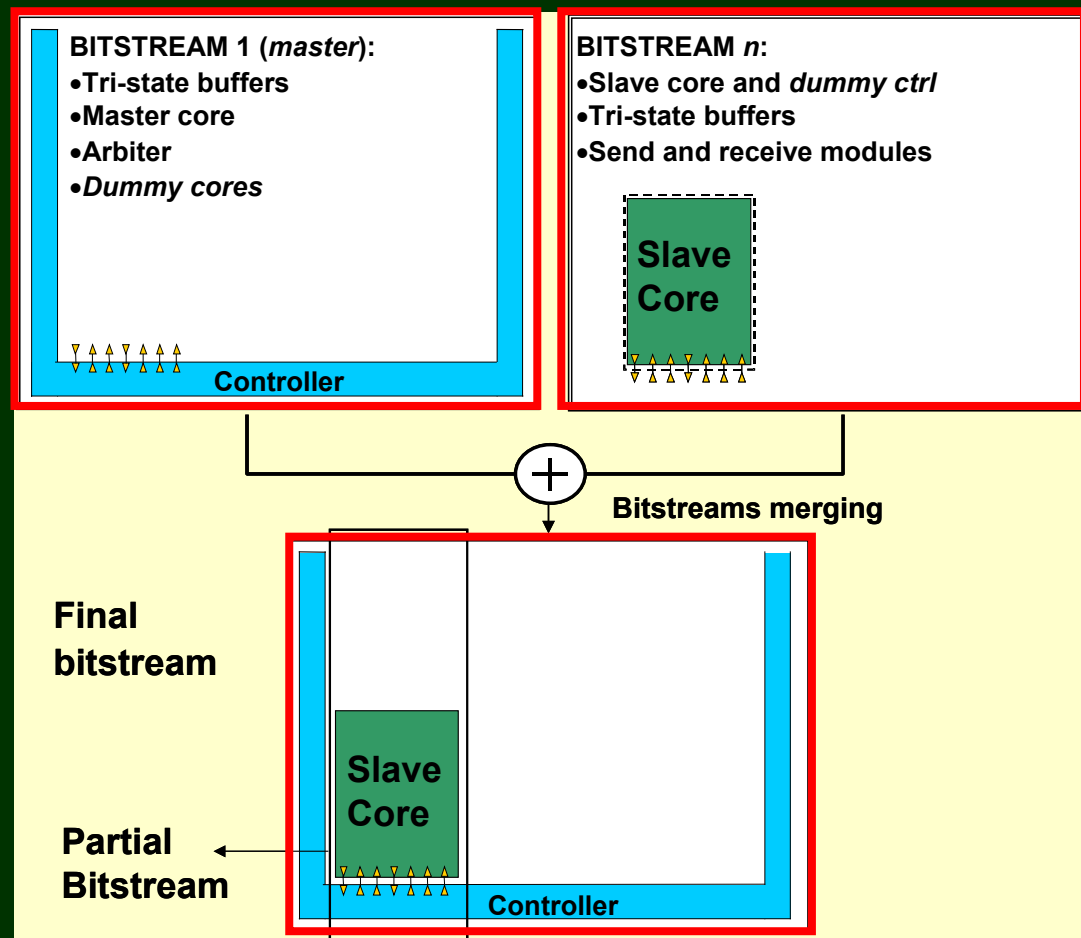 BITSTREAM 1 (master):
•Tri-state buffers
•Master core
•Arbiter
•Dummy cores
Controller
BITSTREAM n:
•Slave core and dummy ctrl
•Tri-state buffers
•Send and receive modules
Slave
Core
+
Bitstreams merging
Final
bitstream
Slave
Core
Partial
Bitstream
Controller